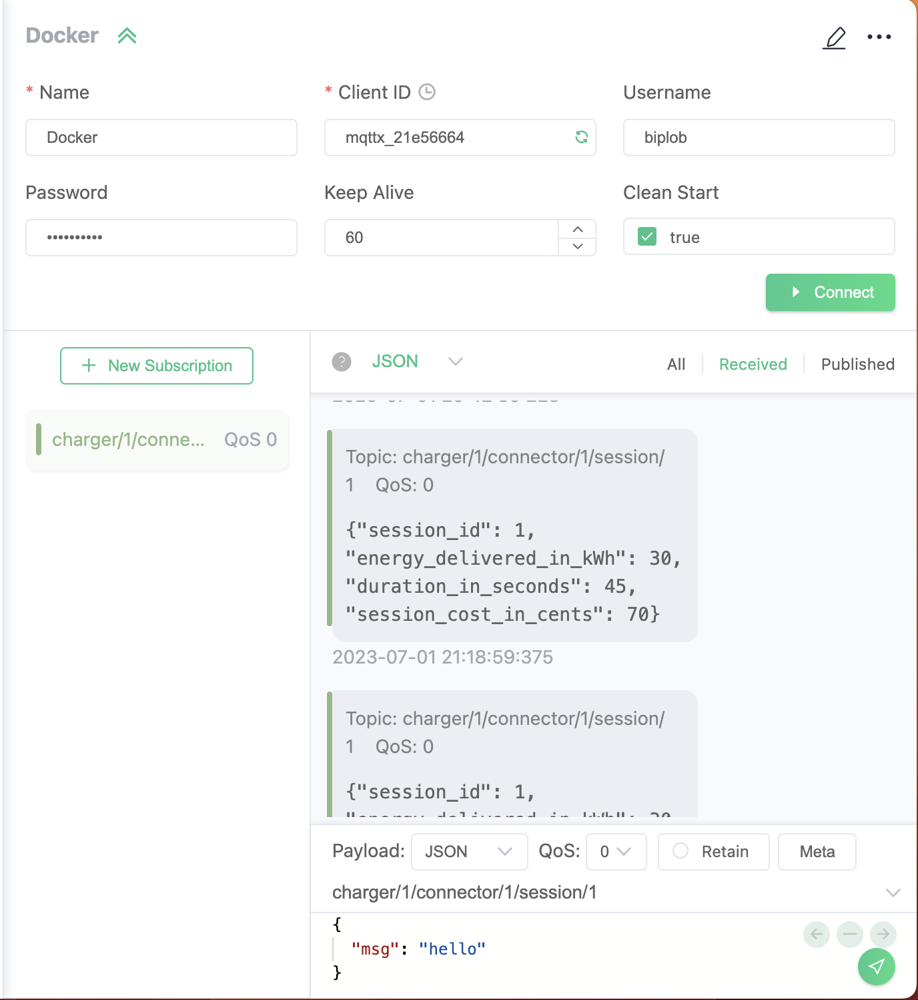 Docker
* Name
* Client ID
Username
Docker
mqttx_21e56664
biplob
Password
Keep Alive
Clean Start
••••••••••
60
true
Connect
+ New Subscription
? JSON
All
Received
Published
charger/1/conne... QoS 0
Topic: charger/1/connector/1/session/
1 QoS: 0
{"session_id": 1,
"energy_delivered_in_kWh": 30,
"duration_in_seconds": 45,
"session_cost_in_cents": 70}
2023-07-01 21:18:59:375
Topic: charger/1/connector/1/session/
1 QoS: 0
{"session_id": 1,
"energy_delivered_in_kWh": 30,
Payload: JSON QoS: 0 Retain Meta
charger/1/connector/1/session/1
{
"msg": "hello"
}